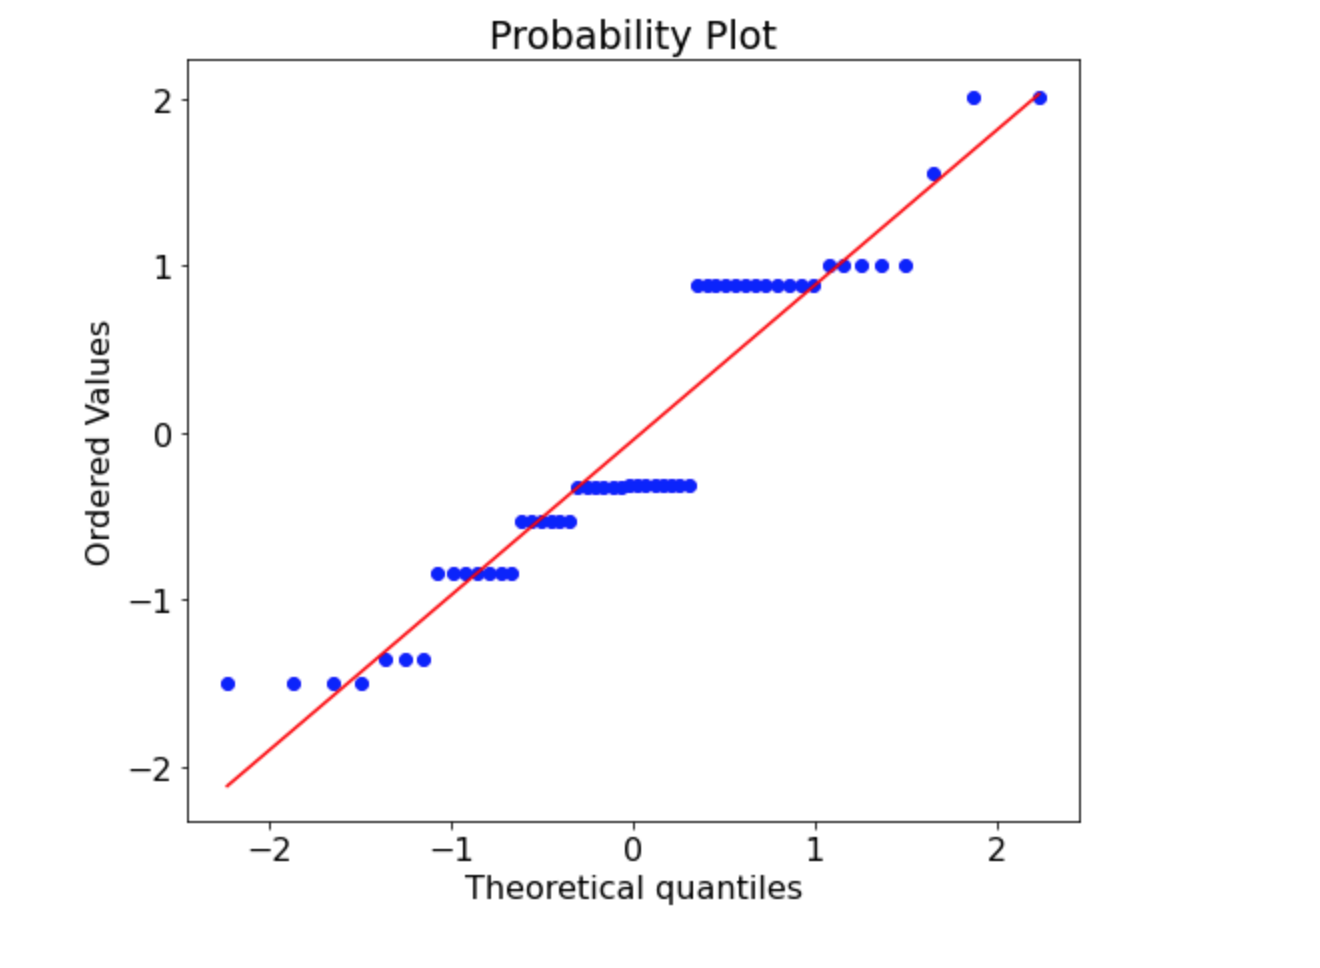 Probability Plot
2
1
0
−1
−2
Ordered Values
−2 −1 0 1 2
Theoretical quantiles